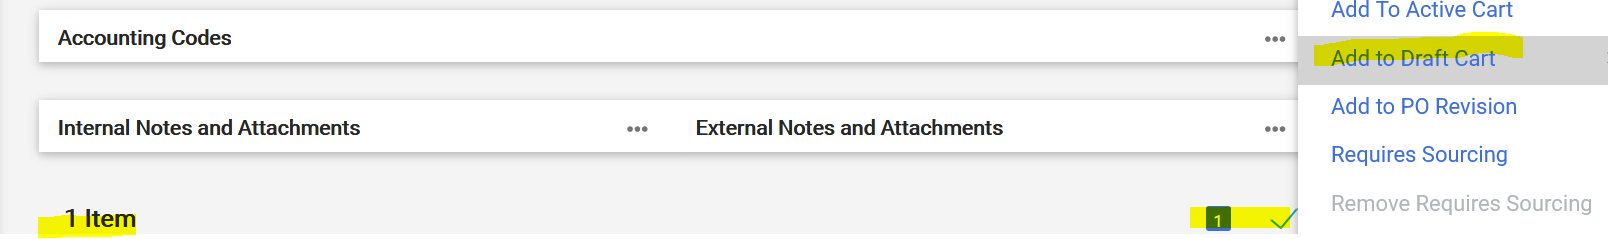 Accounting Codes
Internal Notes and Attachments
External Notes and Attachments
1 Item
1
Add To Active Cart
Add to Draft Cart
Add to PO Revision
Requires Sourcing
Remove Requires Sourcing